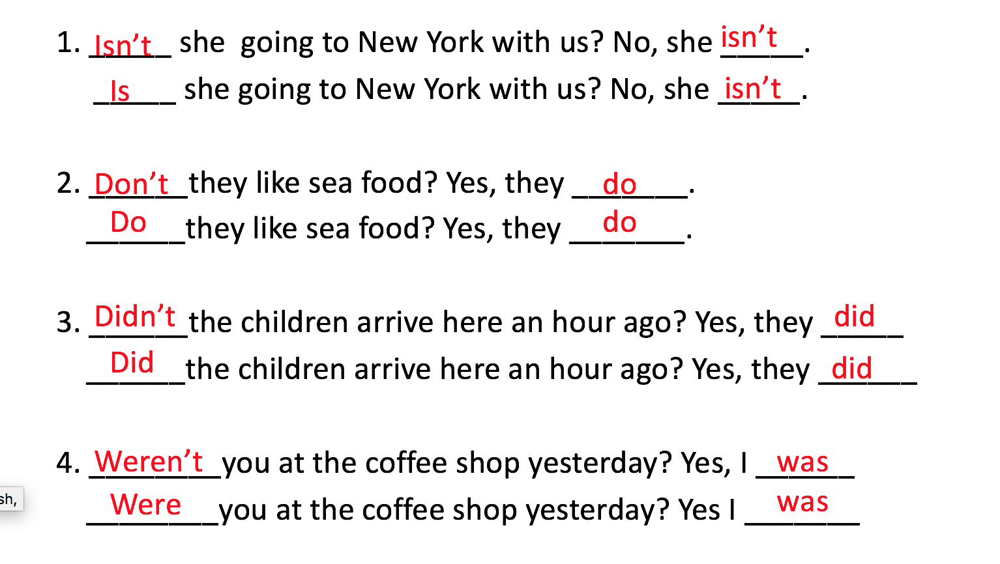 1. Isn't she going to New York with us? No, she isn't.
Is she going to New York with us? No, she isn't.
2. Don't they like sea food? Yes, they do.
Do they like sea food? Yes, they do.
3. Didn't the children arrive here an hour ago? Yes, they did
Did the children arrive here an hour ago? Yes, they did
4. Weren't you at the coffee shop yesterday? Yes, I was
sh,
Were you at the coffee shop yesterday? Yes I was